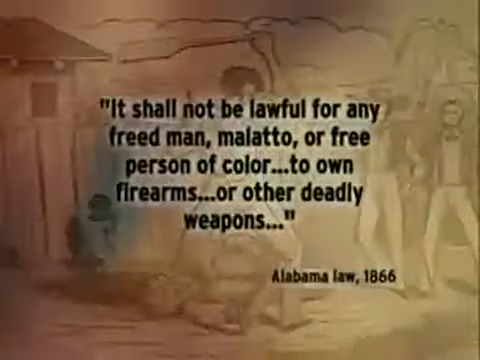 "It shall not be lawful for any
freed man, malatto, or free
person of color...to own
firearms...or other deadly
weapons..."
Alabama law, 1866